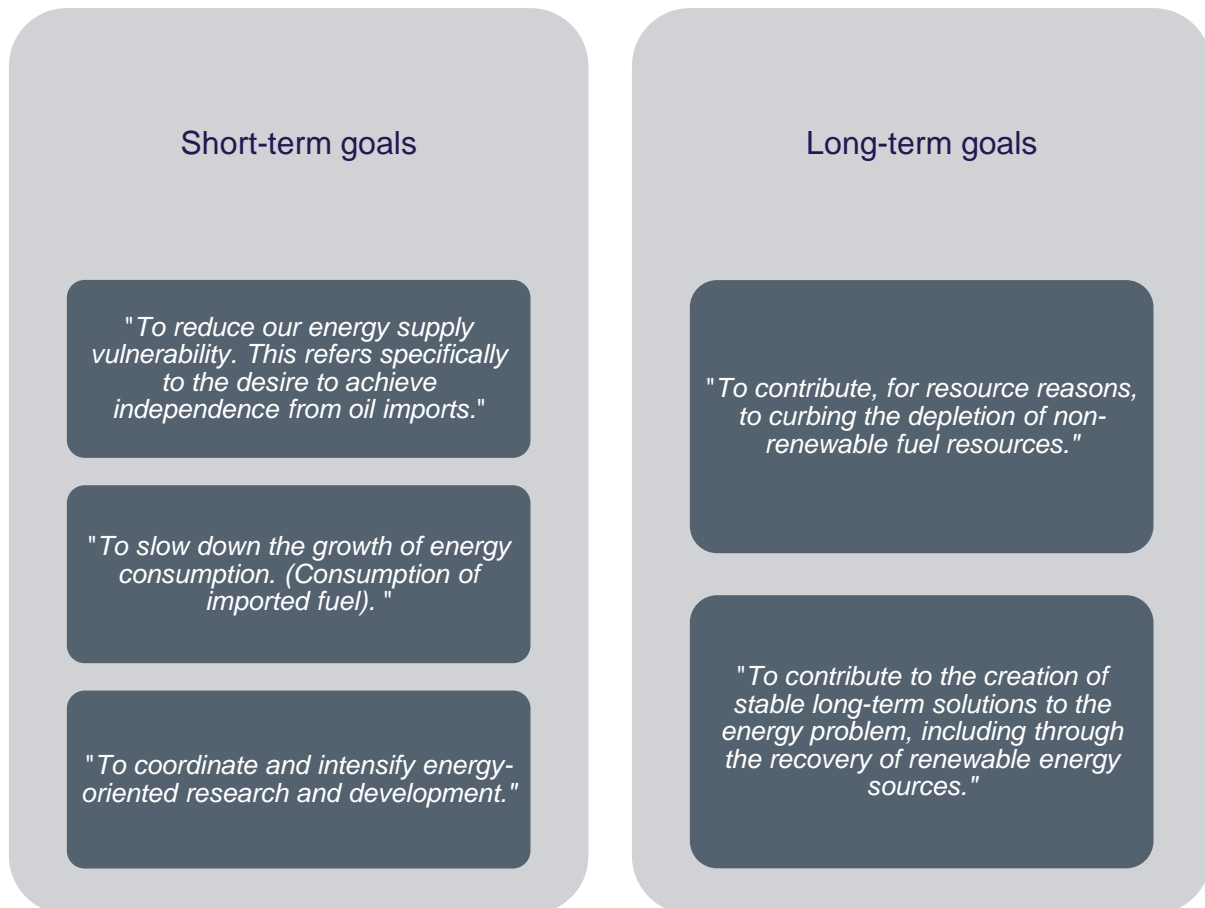 Short-term goals
"To reduce our energy supply
vulnerability. This refers specifically
to the desire to achieve
independence from oil imports."
"To slow down the growth of energy
consumption. (Consumption of
imported fuel). "
"To coordinate and intensify energy-
oriented research and development."
Long-term goals
"To contribute, for resource reasons,
to curbing the depletion of non-
renewable fuel resources."
"To contribute to the creation of
stable long-term solutions to the
energy problem, including through
the recovery of renewable energy
sources."